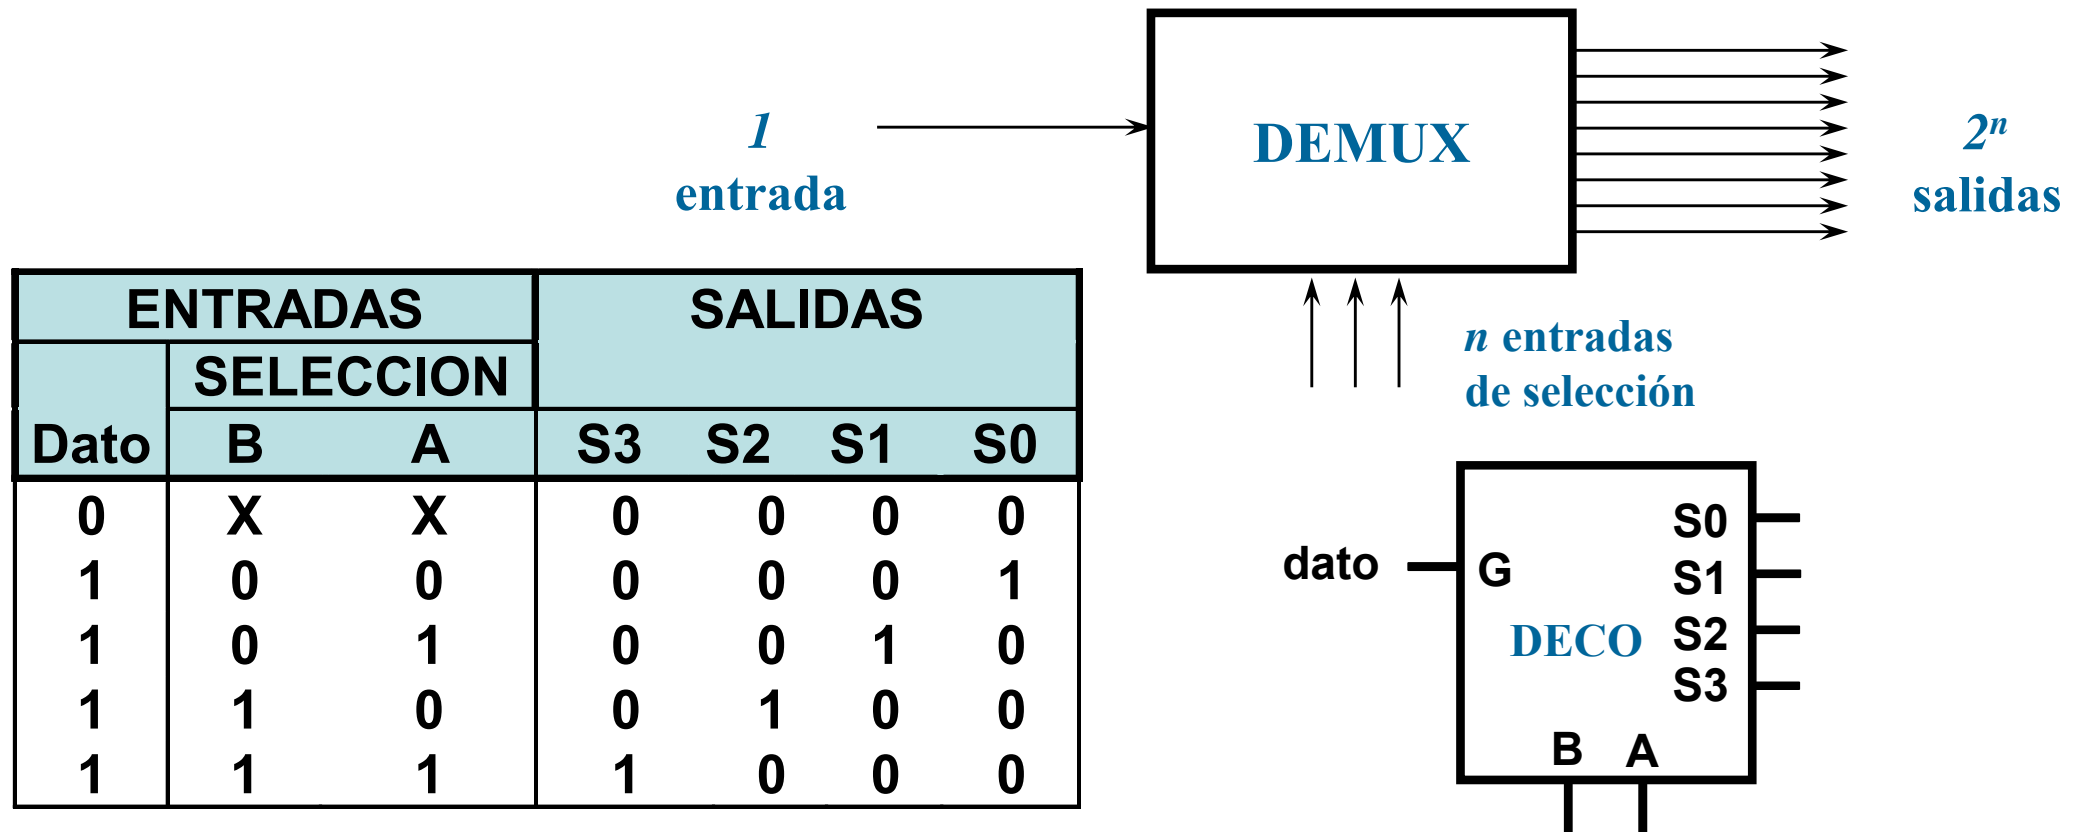 1
entrada
DEMUX
2ⁿ
salidas
n entradas
de selección
ENTRADAS SALIDAS
SELECCION
Dato B A S3 S2 S1 S0
0 X X 0 0 0 0
1 0 0 0 0 0 1
1 0 1 0 0 1 0
1 1 0 0 1 0 0
1 1 1 1 0 0 0
dato G
DECO
S0
S1
S2
S3
B A